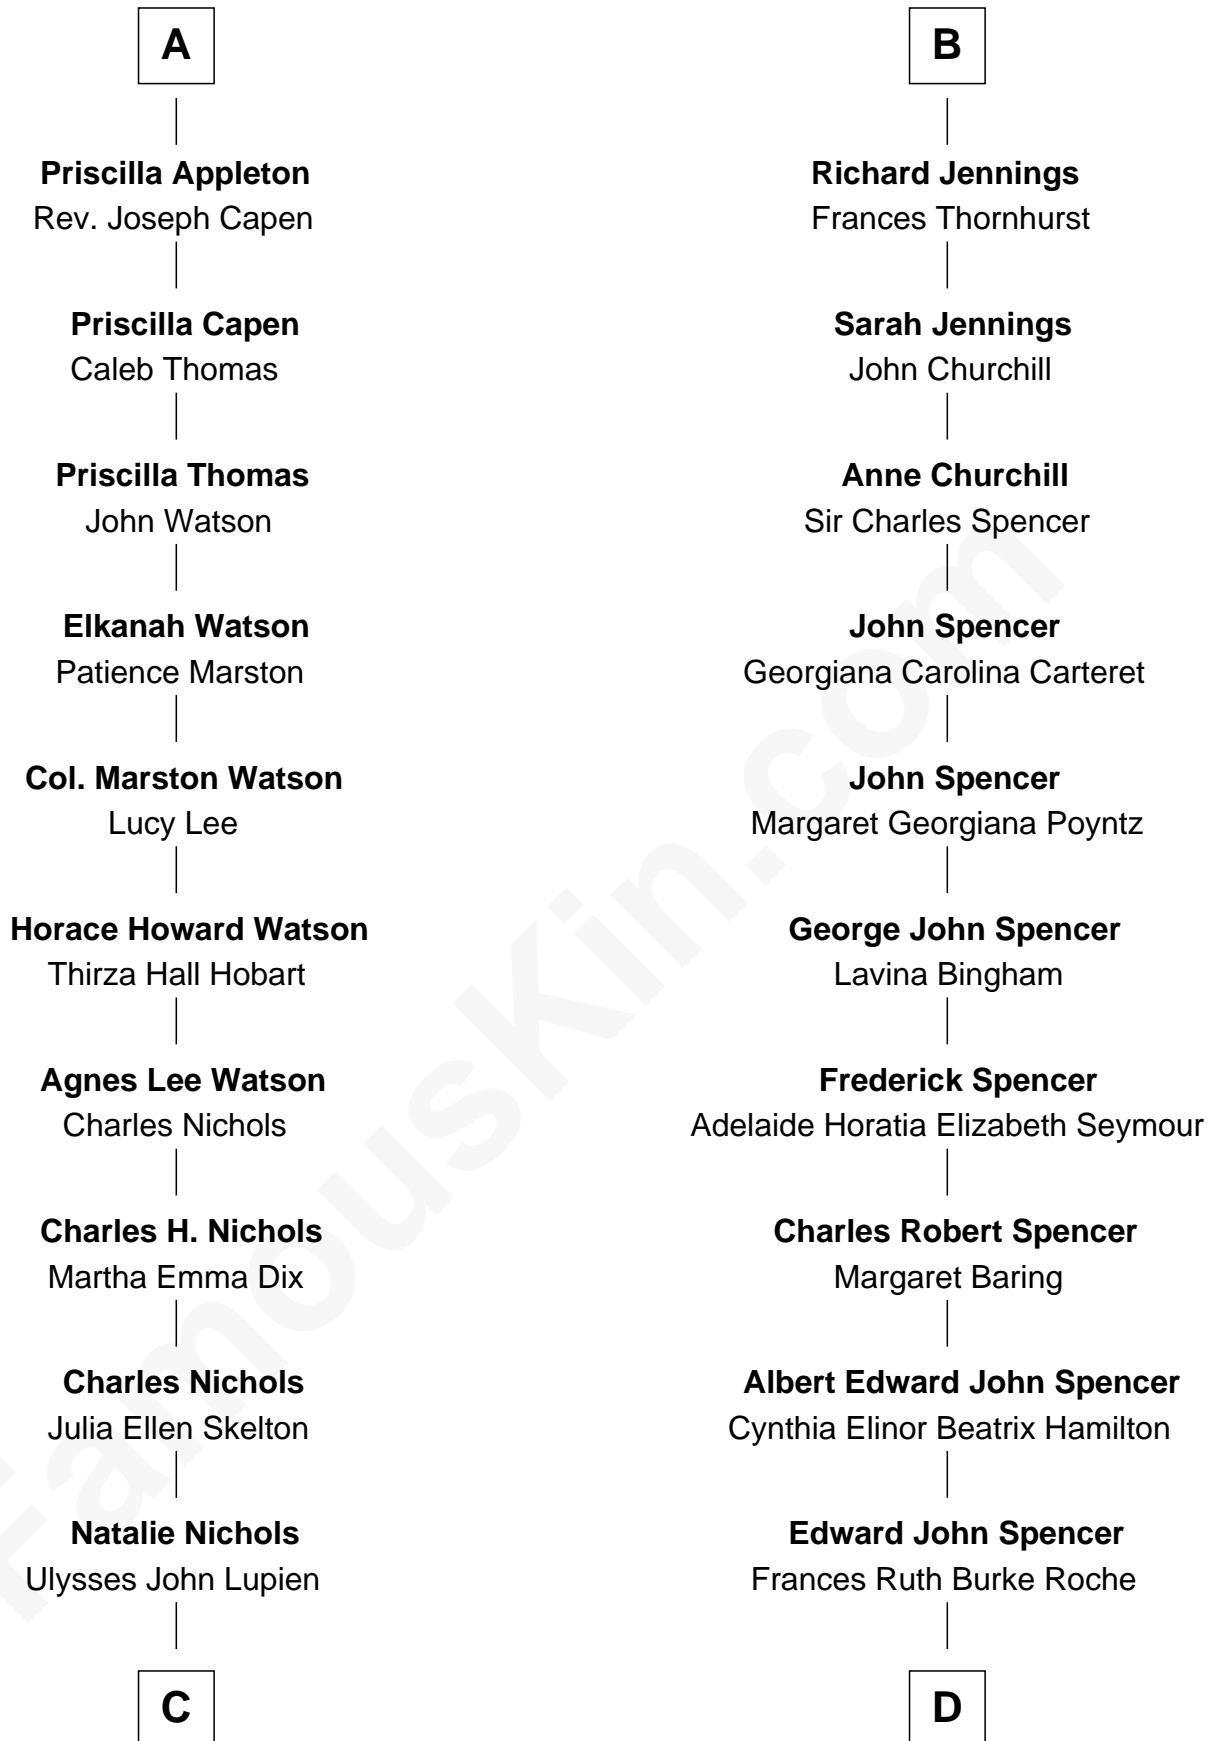 A
Priscilla Appleton
Rev. Joseph Capen
Priscilla Capen
Caleb Thomas
Priscilla Thomas
John Watson
Elkanah Watson
Patience Marston
Col. Marston Watson
Lucy Lee
Horace Howard Watson
Thirza Hall Hobart
Agnes Lee Watson
Charles Nichols
Charles H. Nichols
Martha Emma Dix
Charles Nichols
Julia Ellen Skelton
Natalie Nichols
Ulysses John Lupien
C
B
Richard Jennings
Frances Thornhurst
Sarah Jennings
John Churchill
Anne Churchill
Sir Charles Spencer
John Spencer
Georgiana Carolina Carteret
John Spencer
Margaret Georgiana Poyntz
George John Spencer
Lavina Bingham
Frederick Spencer
Adelaide Horatia Elizabeth Seymour
Charles Robert Spencer
Margaret Baring
Albert Edward John Spencer
Cynthia Elinor Beatrix Hamilton
Edward John Spencer
Frances Ruth Burke Roche
D
FamousKin.com